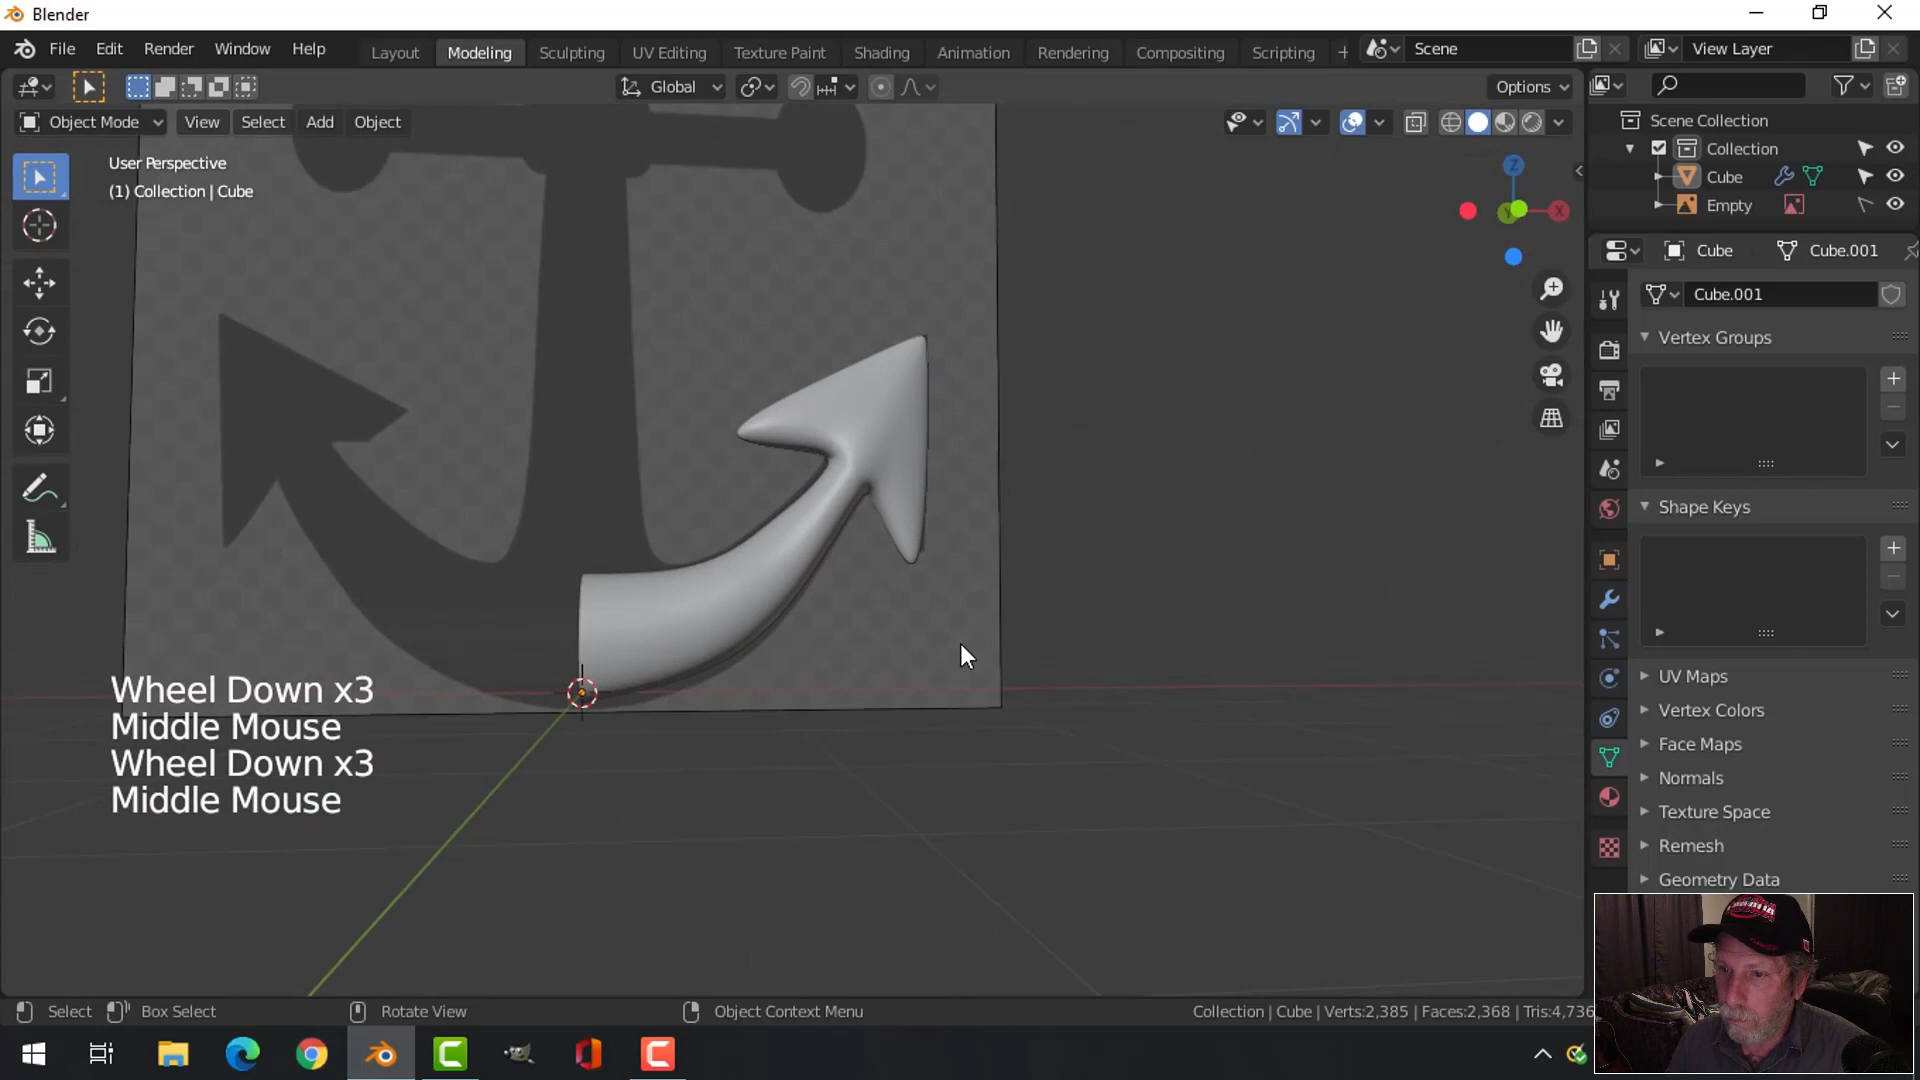 Blender
File Edit Render Window Help
Layout Modeling Sculpting UV Editing Texture Paint Shading Animation Rendering Compositing Scripting +
Scene
View Layer
Global
Options
Object Mode View Select Add Object
User Perspective
(1) Collection | Cube
Scene Collection
Collection
Cube
Empty
Z
X
Y
Cube Cube.001
Cube.001
Vertex Groups
Shape Keys
UV Maps
Vertex Colors
Face Maps
Normals
Texture Space
Remesh
Geometry Data
Wheel Down x3
Middle Mouse
Wheel Down x3
Middle Mouse
Select Box Select Rotate View Object Context Menu
Collection | Cube | Verts:2,385 | Faces:2,368 | Tris:4,736